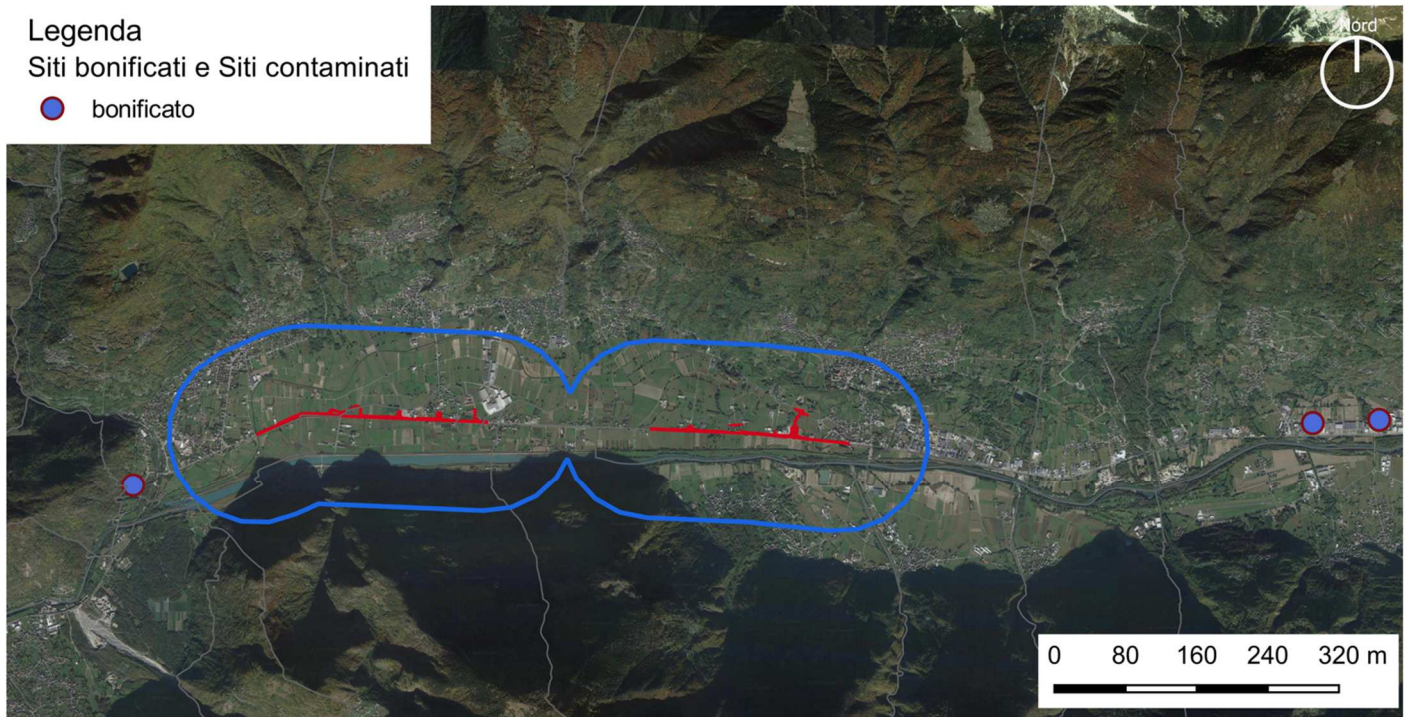 Legenda
Siti bonificati e Siti contaminati
bonificato
Nord
0 80 160 240 320 m